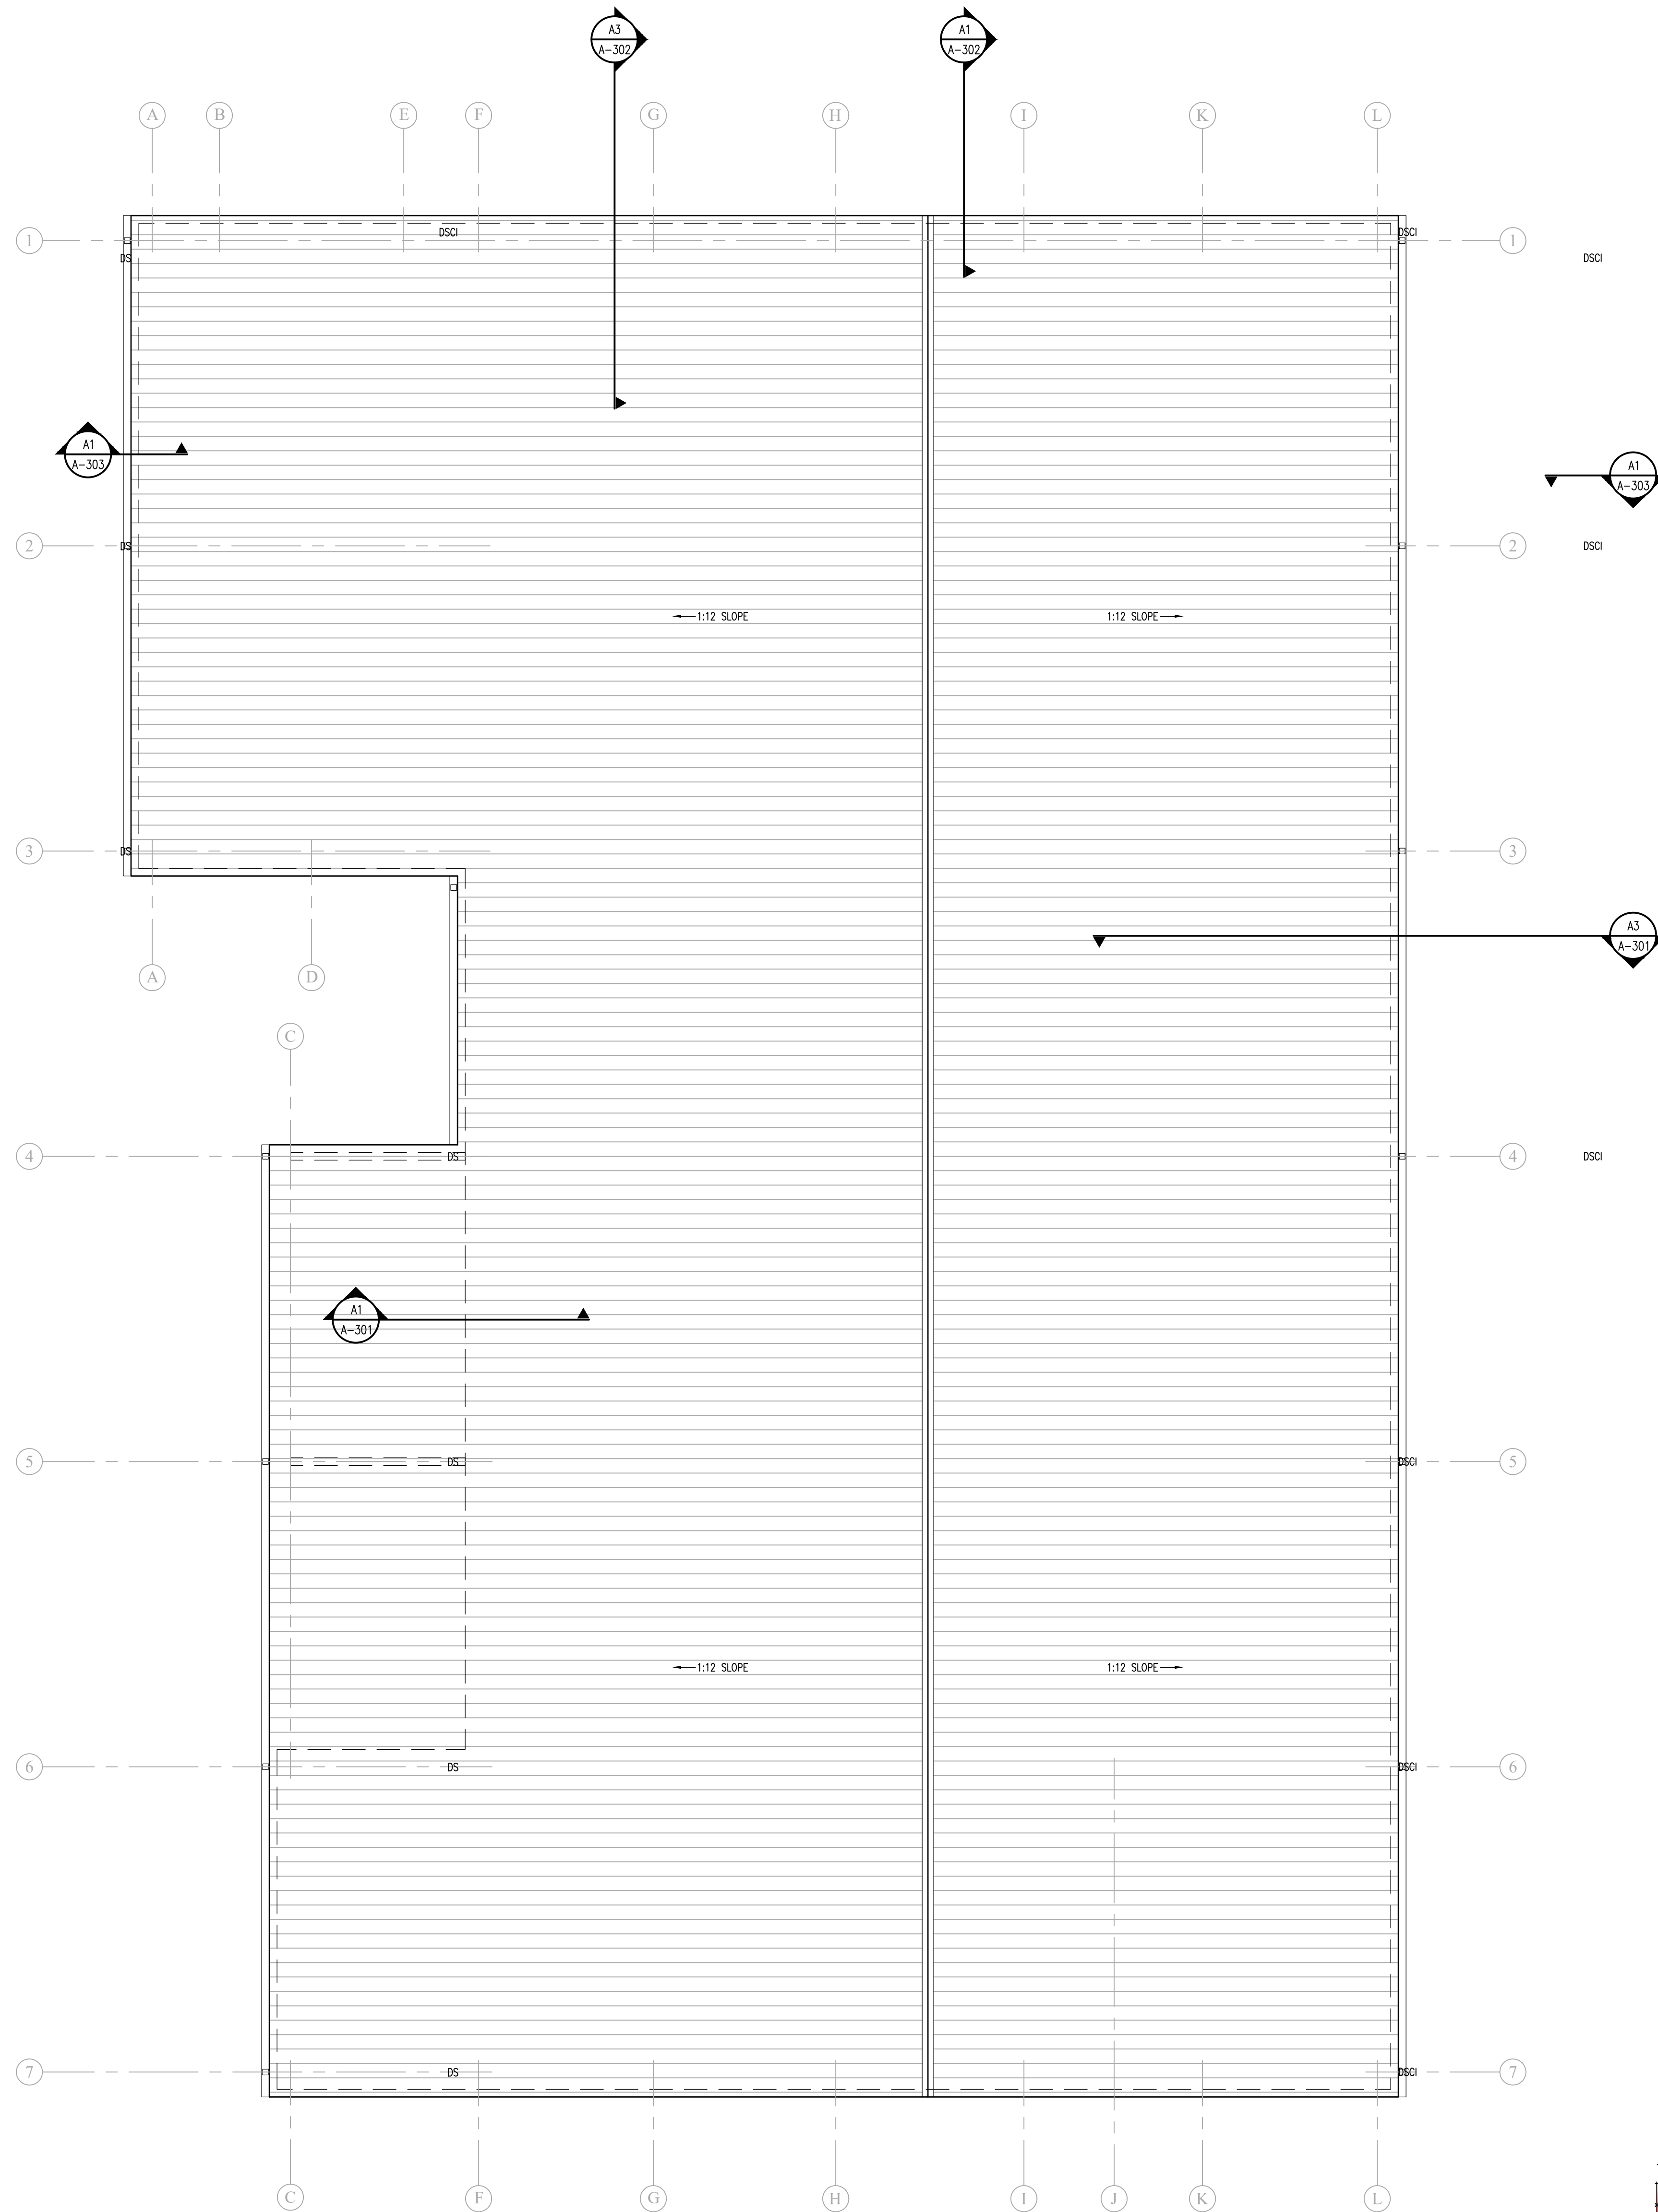 A3
A-302
A1
A-302
A
B
E
F
G
H
I
K
L
DSCI
DSCI
1
1
DS
DSCI
A1
A-303
A1
A-303
2
DS
2
DSCI
1:12 SLOPE
1:12 SLOPE
3
DS
3
A3
A-301
A
D
C
4
DS
4
DSCI
A1
A-301
5
DS
DSCI
5
1:12 SLOPE
1:12 SLOPE
6
DS
DSCI
6
7
DS
DSCI
7
C
F
G
H
I
J
K
L